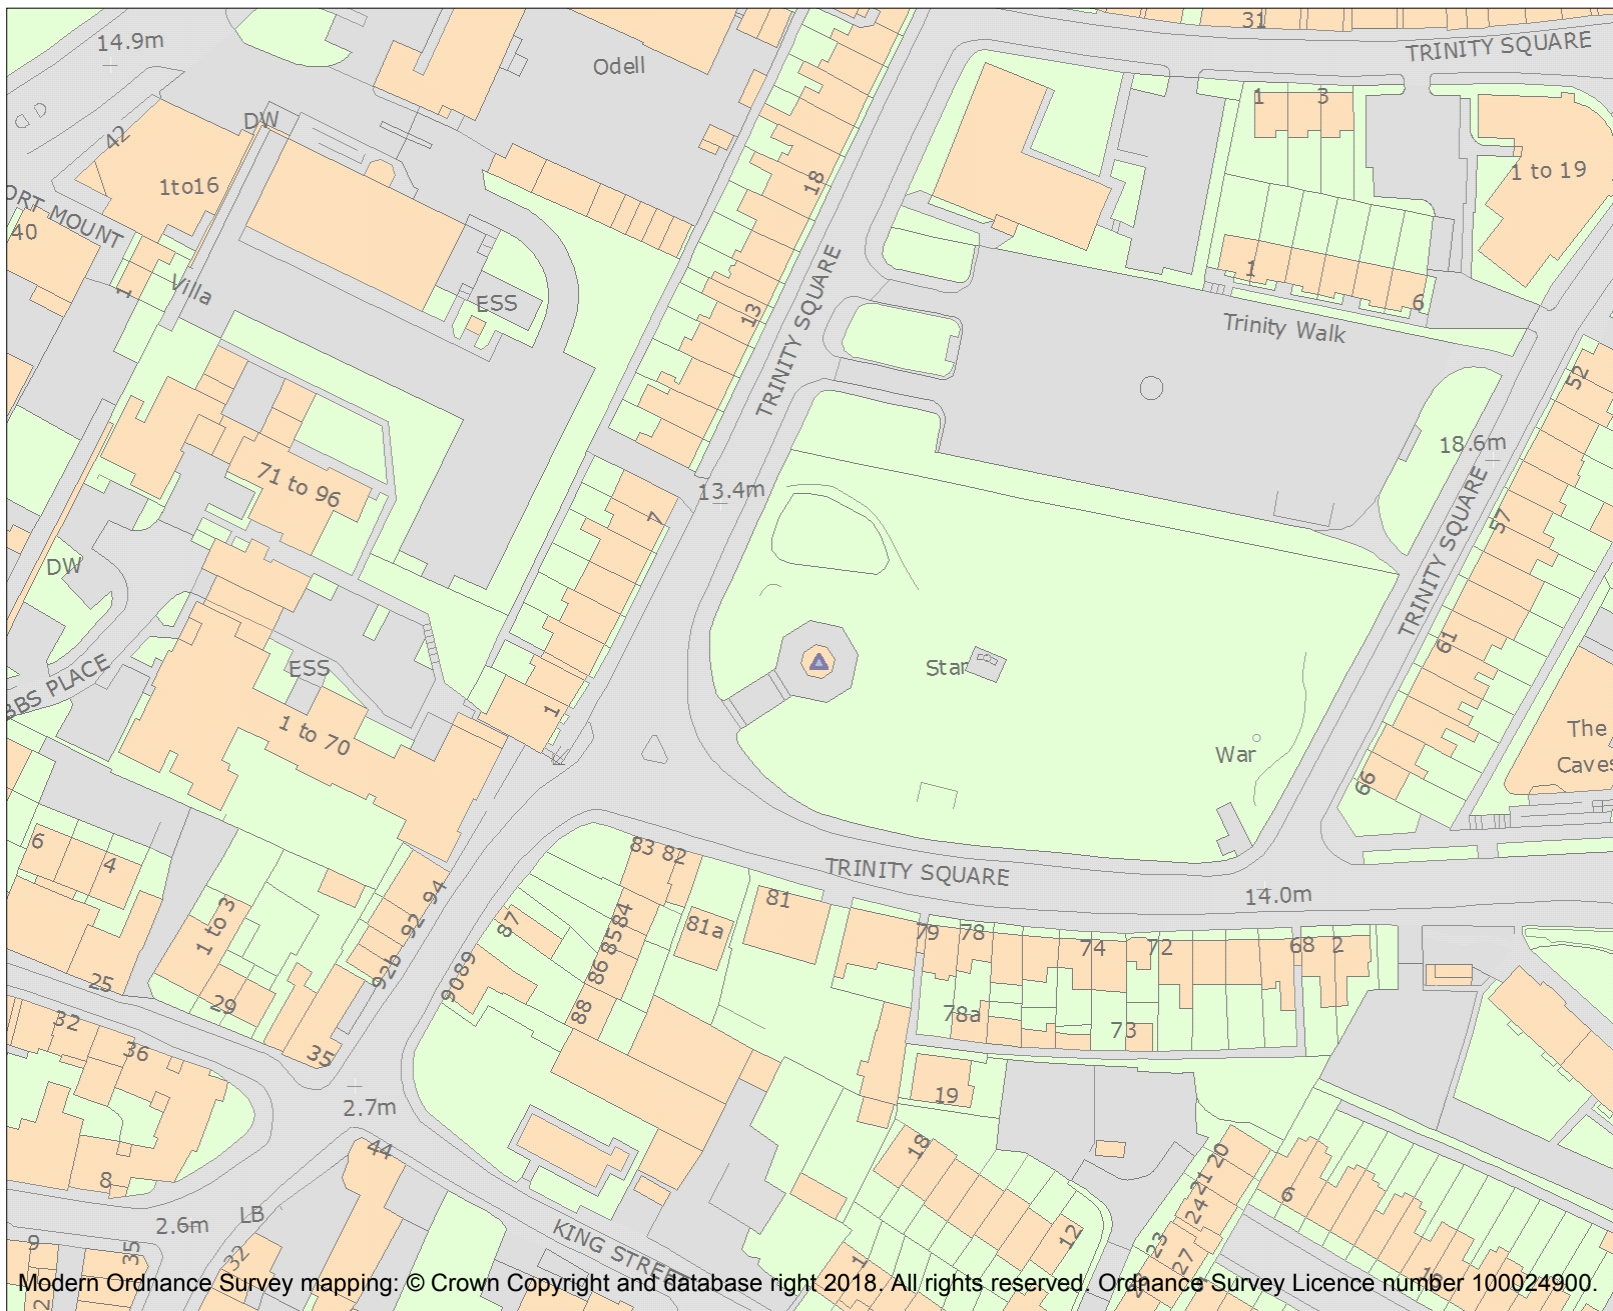 31
TRINITY SQUARE
14.9m
Odell
1
3
DW
42
1to16
18
1 to 19
ORT MOUNT
40
Villa
1
ESS
13
TRINITY SQUARE
1
6
Trinity Walk
52
18.6m
71 to 96
13.4m
7
57
TRINITY SQUARE
DW
61
ESS
Star
BBS PLACE
1
1 to 70
War
The
Caves
66
6
4
83
82
TRINITY SQUARE
14.0m
94
92
92b
1 to 3
87
84
85
86
88
81a
81
79
78
74
72
68
2
25
29
90
89
32
36
35
78a
73
19
2.7m
44
18
8
20
21
24
6
2.6m
LB
KING STREE
12
23
27
9
35
32
1
Modern Ordnance Survey mapping: © Crown Copyright and database right 2018. All rights reserved. Ordnance Survey Licence number 100024900.
2